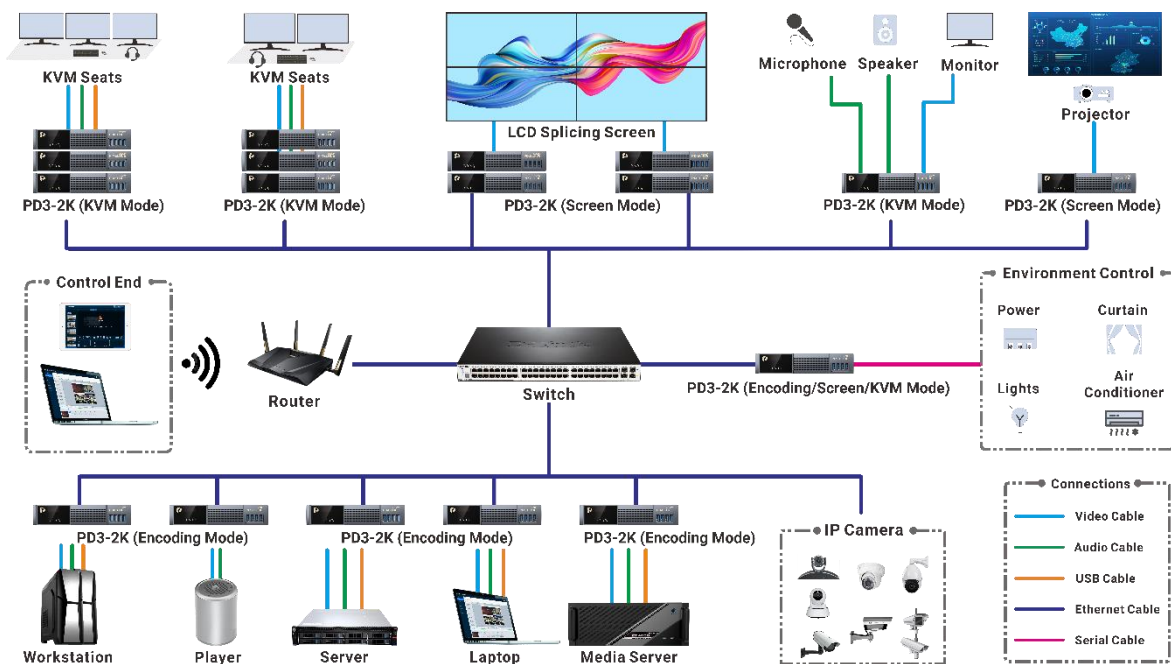 KVM Seats
KVM Seats
LCD Splicing Screen
Microphone
Speaker
Monitor
Projector
PD3-2K (KVM Mode)
PD3-2K (KVM Mode)
PD3-2K (Screen Mode)
PD3-2K (KVM Mode)
PD3-2K (Screen Mode)
Control End
Router
Switch
PD3-2K (Encoding/Screen/KVM Mode)
Environment Control
Power
Curtain
Lights
Air
Conditioner
PD3-2K (Encoding Mode)
PD3-2K (Encoding Mode)
PD3-2K (Encoding Mode)
Workstation
Player
Server
Laptop
Media Server
IP Camera
Connections
Video Cable
Audio Cable
USB Cable
Ethernet Cable
Serial Cable